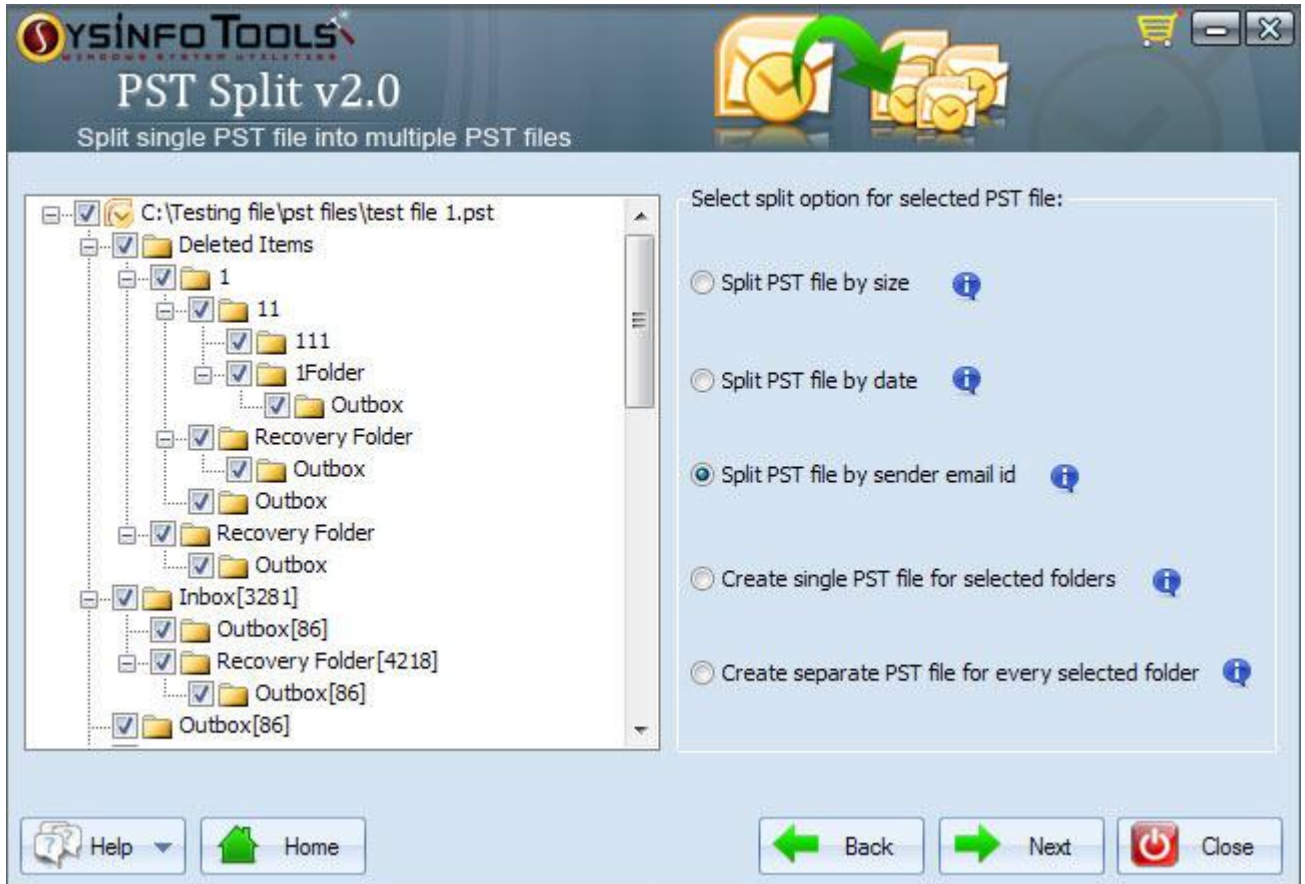 SYSINFO TOOLS
WINDOWS SYSTEM UTILITIES
PST Split v2.0
Split single PST file into multiple PST files
C:\Testing file\pst files\test file 1.pst
Deleted Items
1
11
111
1Folder
Outbox
Recovery Folder
Outbox
Outbox
Recovery Folder
Outbox
Inbox[3281]
Outbox[86]
Recovery Folder[4218]
Outbox[86]
Outbox[86]
Select split option for selected PST file:
Split PST file by size
Split PST file by date
Split PST file by sender email id
Create single PST file for selected folders
Create separate PST file for every selected folder
Help
Home
Back
Next
Close